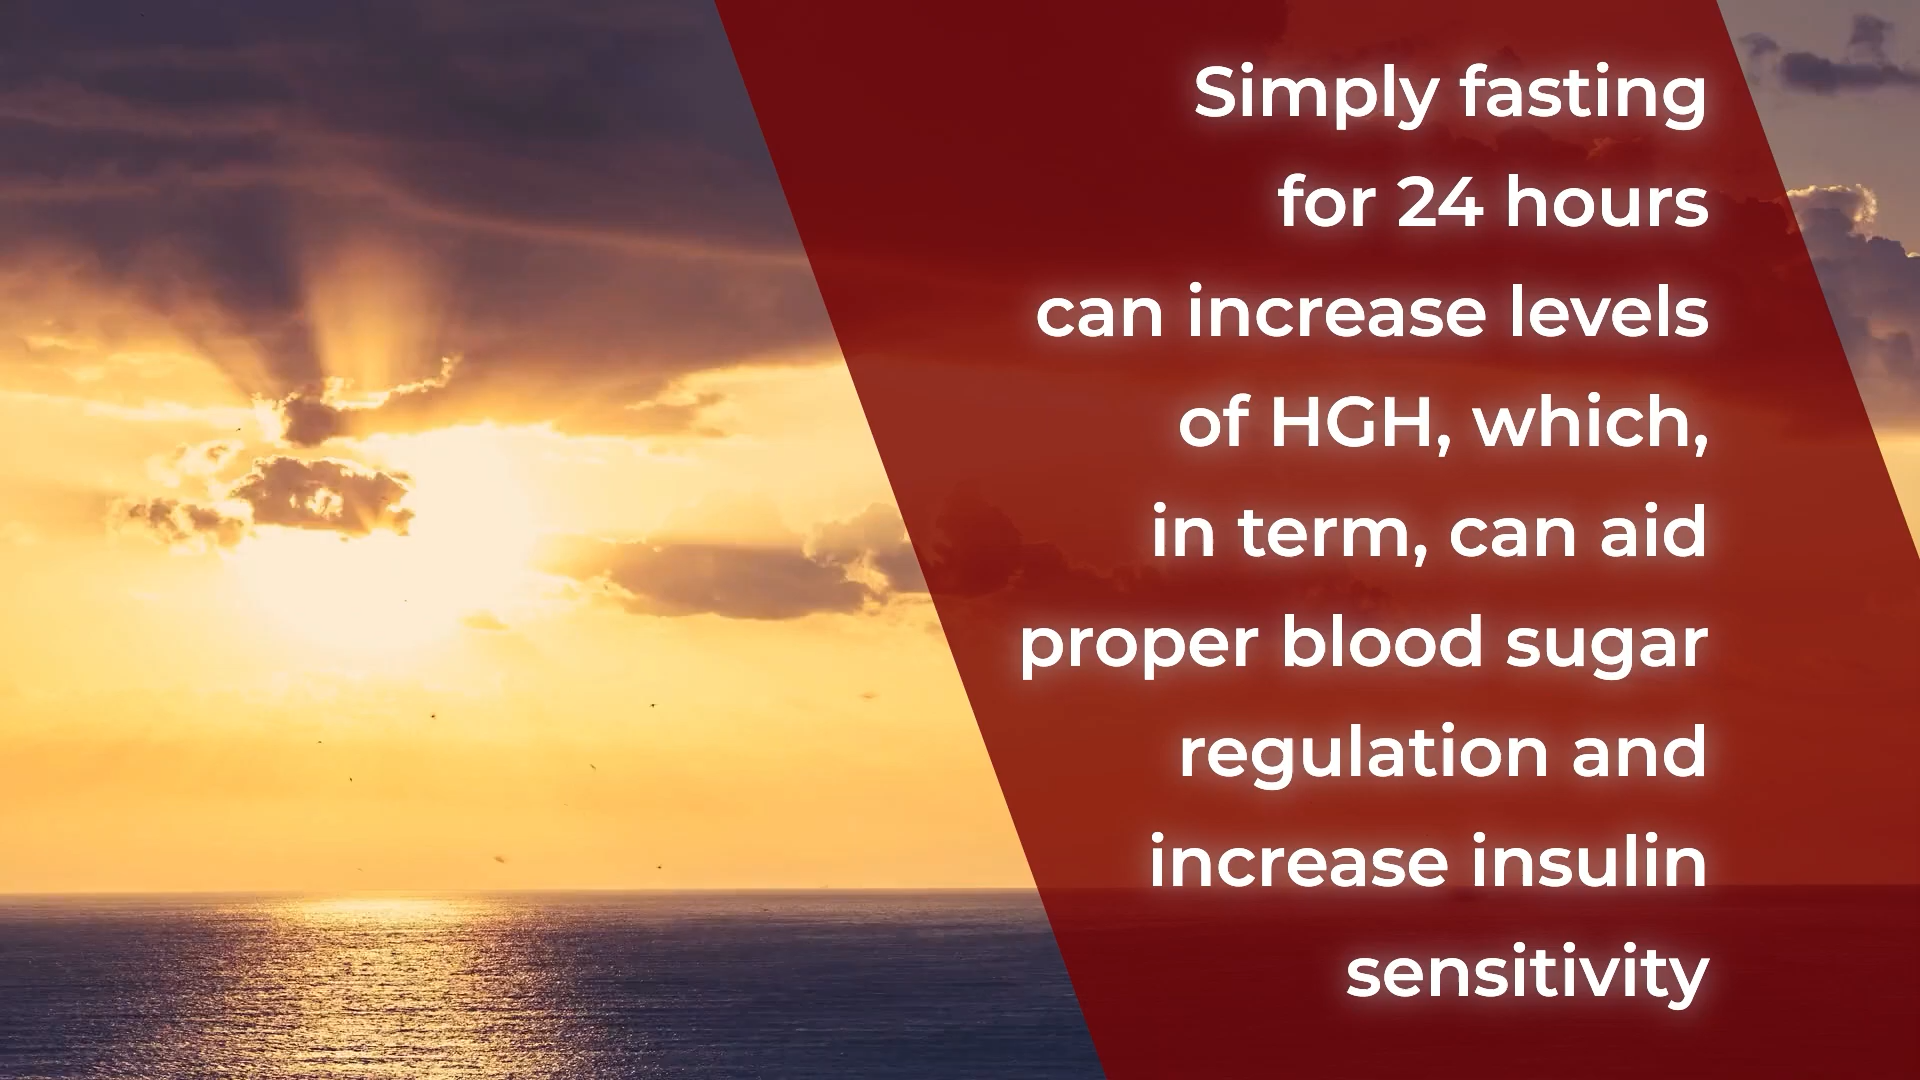 Simply fasting
for 24 hours
can increase levels
of HGH, which,
in term, can aid
proper blood sugar
regulation and
increase insulin
sensitivity